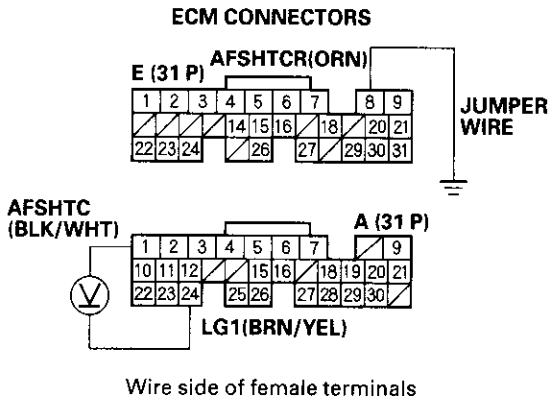 ECM CONNECTORS
AFSHTCR(ORN)
E (31 P)
1 2 3 4 5 6 7 8 9
14 15 16 18 20 21
22 23 24 26 27 29 30 31
JUMPER
WIRE
AFSHTC
(BLK/WHT)
A (31 P)
1 2 3 4 5 6 7 9
10 11 12 15 16 18 19 20 21
22 23 24 25 26 27 28 29 30
V
LG1(BRN/YEL)
Wire side of female terminals